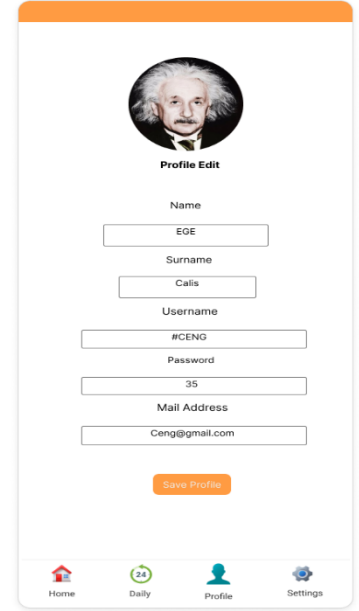 Profile Edit
Name
EGE
Surname
Calis
Username
#CENG
Password
35
Mail Address
Ceng@gmail.com
Save Profile
24
Home Daily Profile Settings